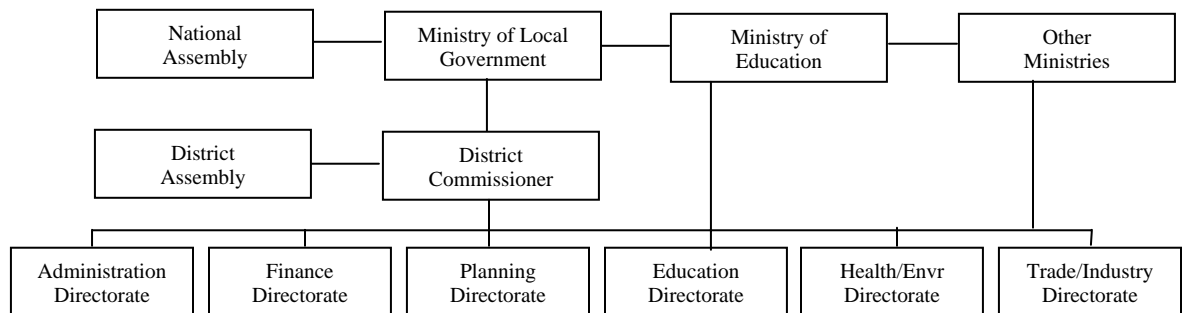 National
Assembly
Ministry of Local
Government
Ministry of
Education
Other
Ministries
District
Assembly
District
Commissioner
Administration
Directorate
Finance
Directorate
Planning
Directorate
Education
Directorate
Health/Envr
Directorate
Trade/Industry
Directorate